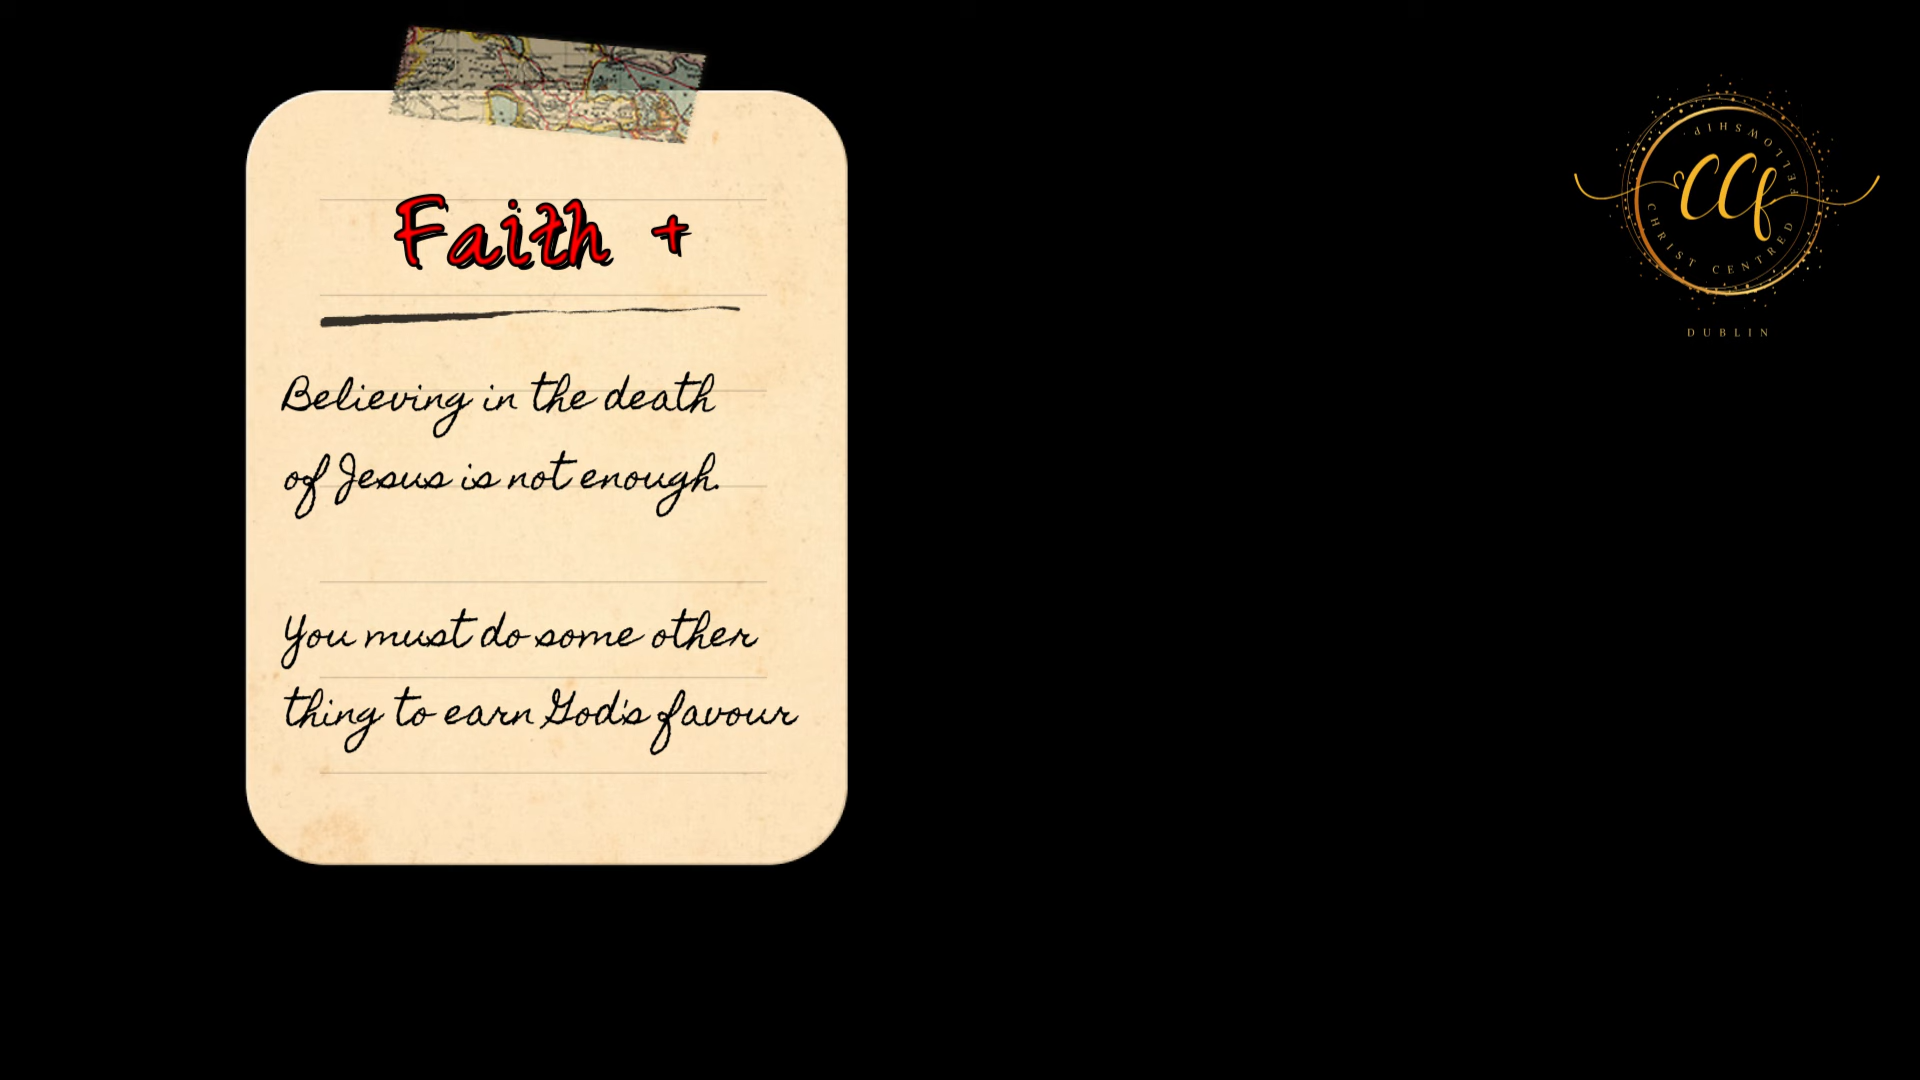 Faith +
Believing in the death
of Jesus is not enough.
You must do some other
thing to earn God's favour
CCf
CHRIST CENTRED FELLOWSHIP
DUBLIN